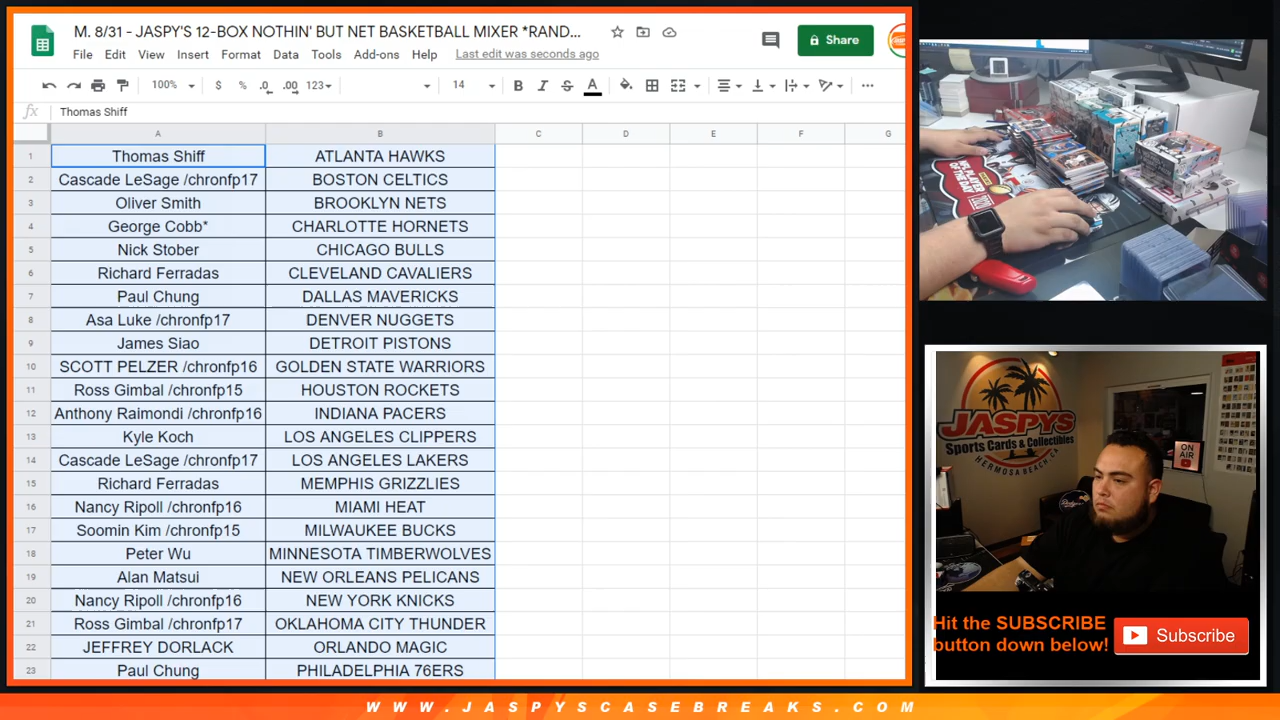 M. 8/31 - JASPY'S 12-BOX NOTHIN' BUT NET BASKETBALL MIXER *RAND...
File Edit View Insert Format Data Tools Add-ons Help Last edit was seconds ago
Share
100% $ % .0 .00 123 14 B I S A
fx Thomas Shiff
A B C D E F G
1 Thomas Shiff ATLANTA HAWKS
2 Cascade LeSage /chronfp17 BOSTON CELTICS
3 Oliver Smith BROOKLYN NETS
4 George Cobb* CHARLOTTE HORNETS
5 Nick Stober CHICAGO BULLS
6 Richard Ferradas CLEVELAND CAVALIERS
7 Paul Chung DALLAS MAVERICKS
8 Asa Luke /chronfp17 DENVER NUGGETS
9 James Siao DETROIT PISTONS
10 SCOTT PELZER /chronfp16 GOLDEN STATE WARRIORS
11 Ross Gimbal /chronfp15 HOUSTON ROCKETS
12 Anthony Raimondi /chronfp16 INDIANA PACERS
13 Kyle Koch LOS ANGELES CLIPPERS
14 Cascade LeSage /chronfp17 LOS ANGELES LAKERS
15 Richard Ferradas MEMPHIS GRIZZLIES
16 Nancy Ripoll /chronfp16 MIAMI HEAT
17 Soomin Kim /chronfp15 MILWAUKEE BUCKS
18 Peter Wu MINNESOTA TIMBERWOLVES
19 Alan Matsui NEW ORLEANS PELICANS
20 Nancy Ripoll /chronfp16 NEW YORK KNICKS
21 Ross Gimbal /chronfp17 OKLAHOMA CITY THUNDER
22 JEFFREY DORLACK ORLANDO MAGIC
23 Paul Chung PHILADELPHIA 76ERS
NFL PLAYER
OF THE DAY
2020
JASPYS
Sports Cards & Collectibles
HERMOSA BEACH CA
ON
AIR
Hit the SUBSCRIBE
button down below!
Subscribe
WWW.JASPYSCASEBREAKS.COM